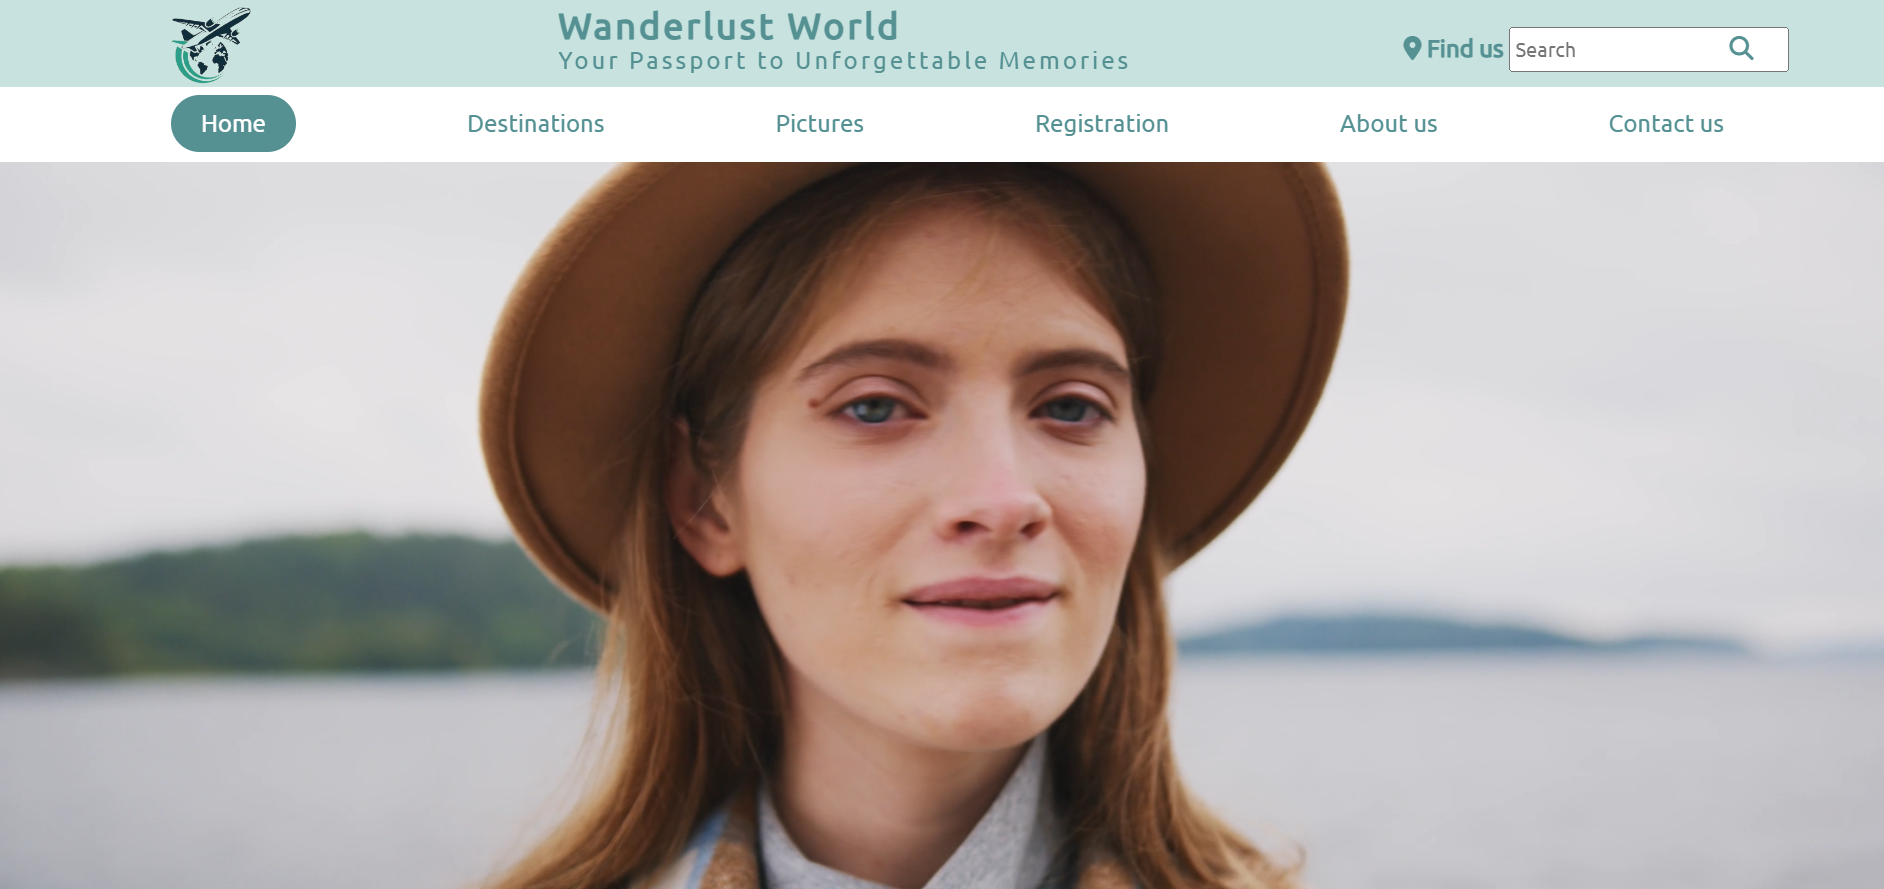 Wanderlust World
Your Passport to Unforgettable Memories
Find us
Search
Home
Destinations
Pictures
Registration
About us
Contact us